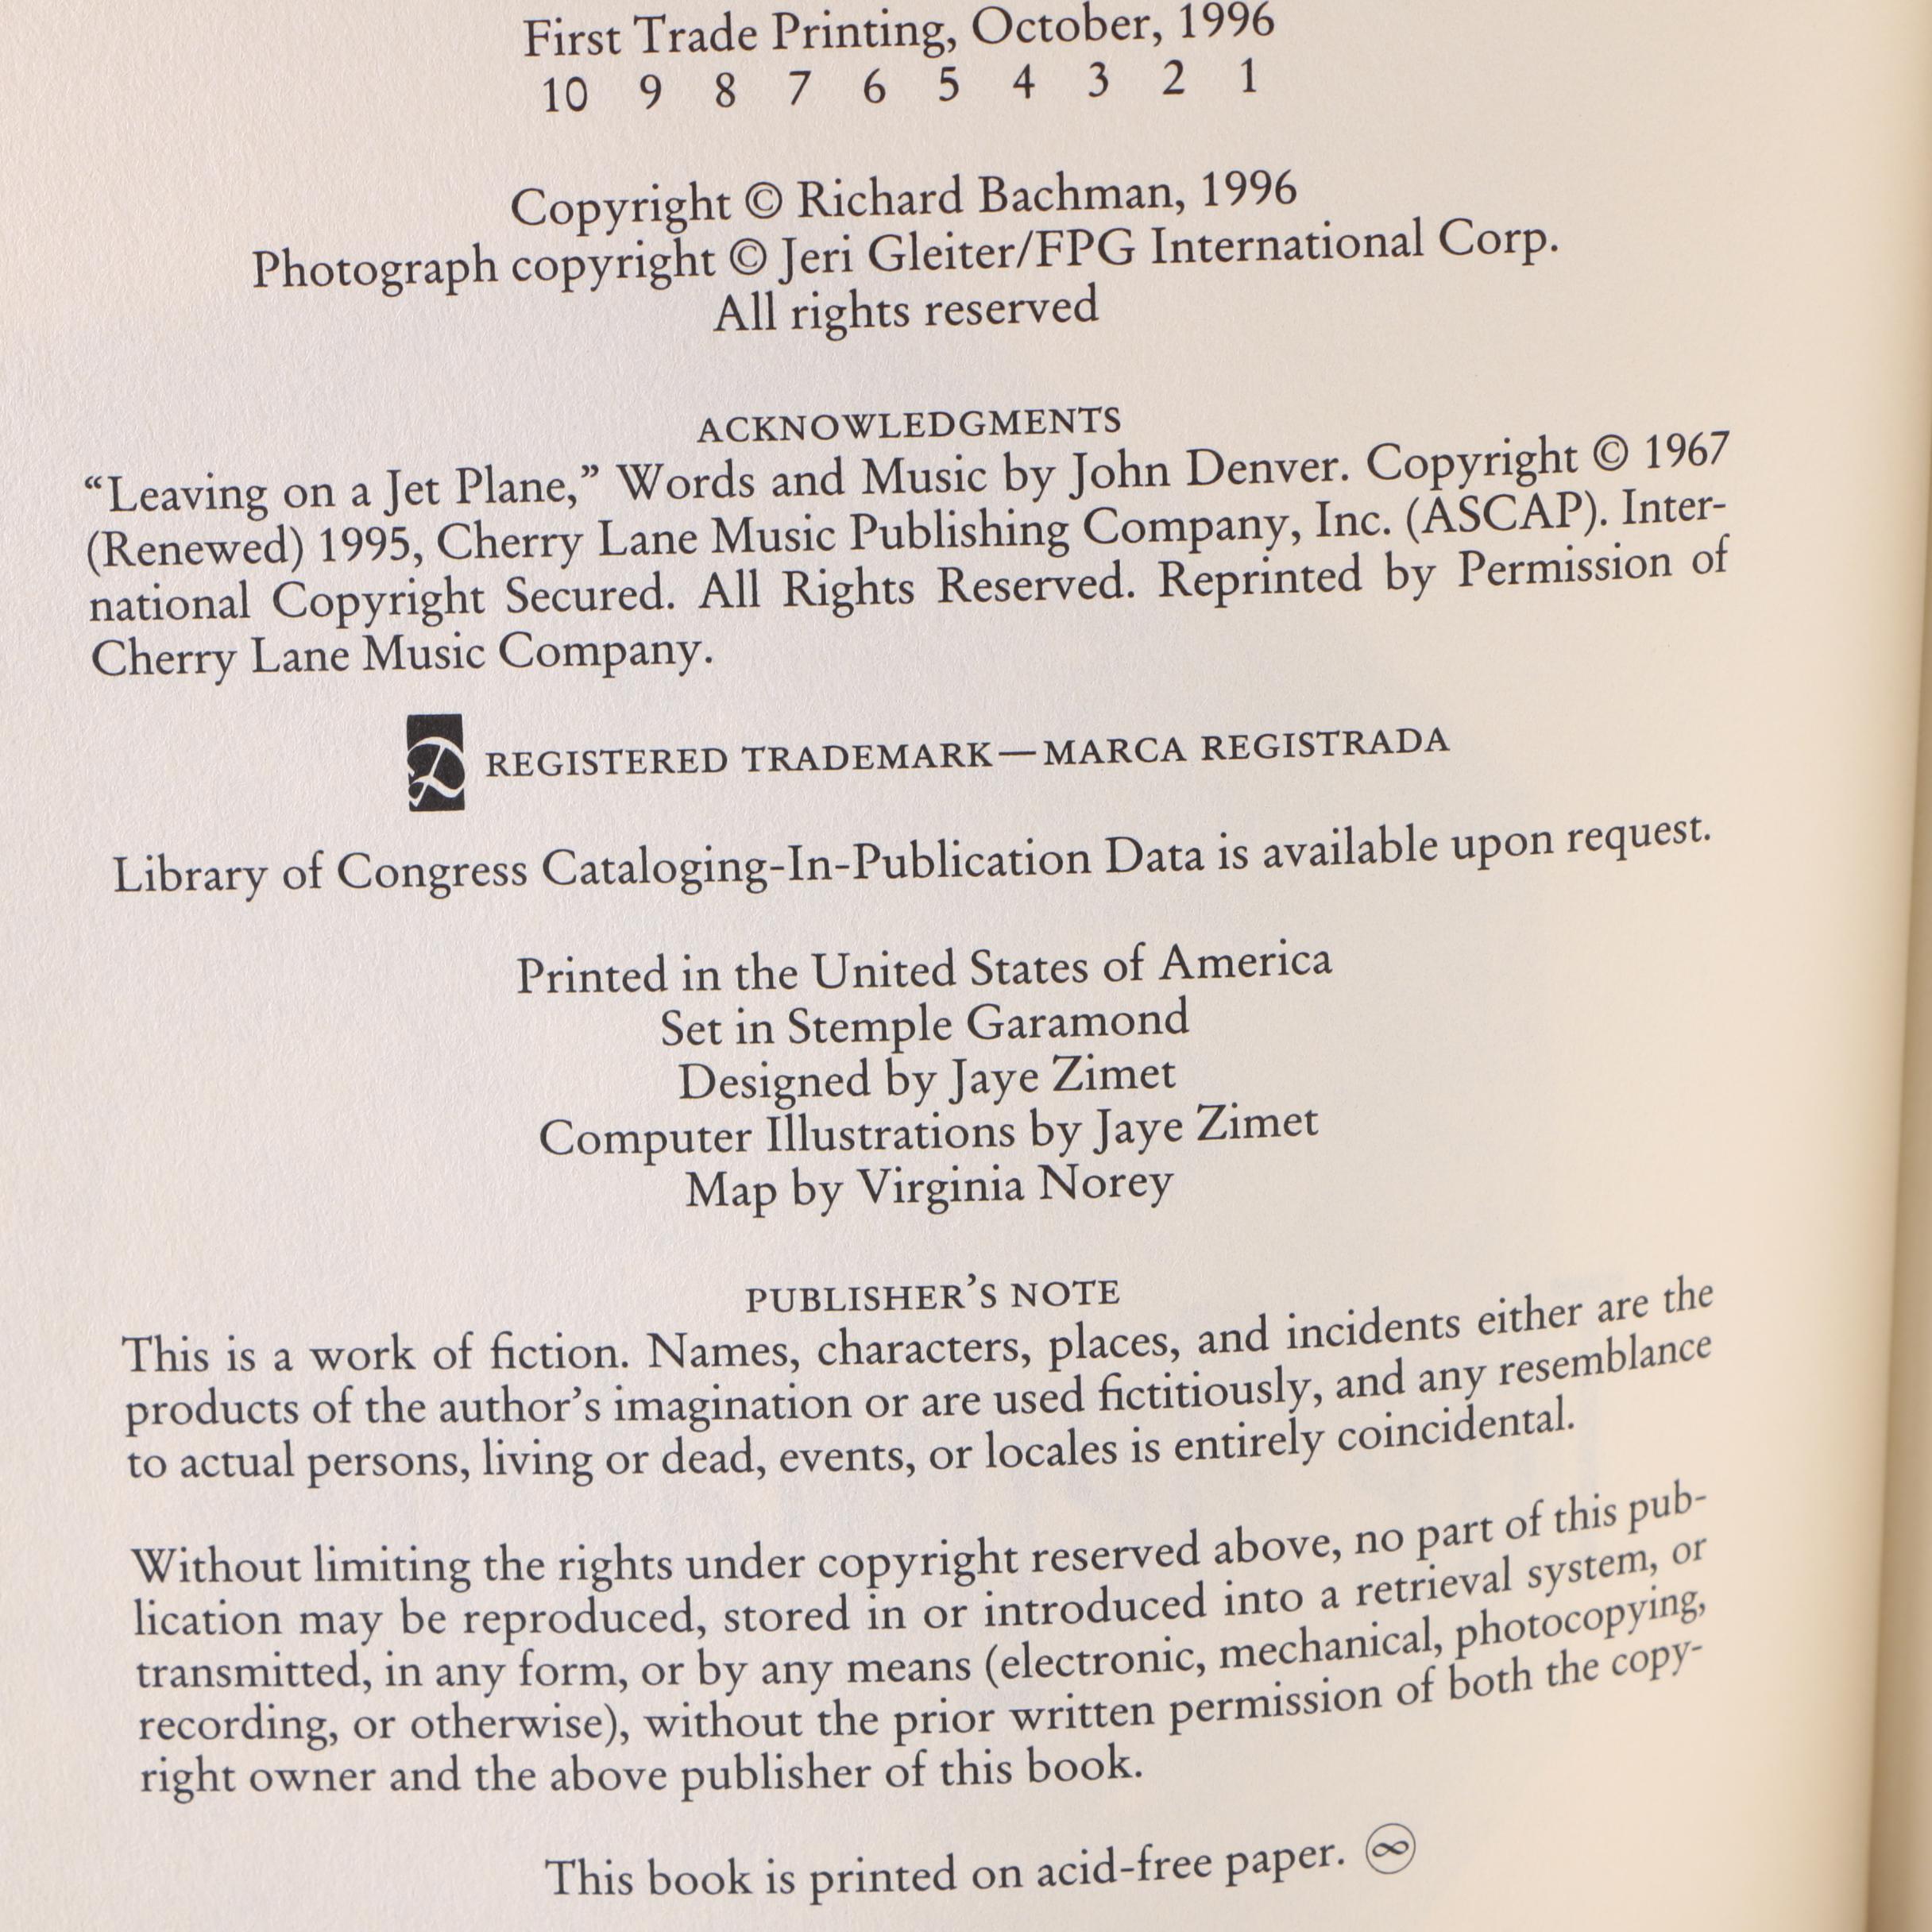 First Trade Printing, October, 1996
10 9 8 7 6 5 4 3 2 1
Copyright © Richard Bachman, 1996
Photograph copyright © Jeri Gleiter/FPG International Corp.
All rights reserved
ACKNOWLEDGMENTS
“Leaving on a Jet Plane,” Words and Music by John Denver. Copyright © 1967
(Renewed) 1995, Cherry Lane Music Publishing Company, Inc. (ASCAP). Inter-
national Copyright Secured. All Rights Reserved. Reprinted by Permission of
Cherry Lane Music Company.
REGISTERED TRADEMARK—MARCA REGISTRADA
Library of Congress Cataloging-In-Publication Data is available upon request.
Printed in the United States of America
Set in Stemple Garamond
Designed by Jaye Zimet
Computer Illustrations by Jaye Zimet
Map by Virginia Norey
PUBLISHER’S NOTE
This is a work of fiction. Names, characters, places, and incidents either are the
products of the author’s imagination or are used fictitiously, and any resemblance
to actual persons, living or dead, events, or locales is entirely coincidental.
Without limiting the rights under copyright reserved above, no part of this pub-
lication may be reproduced, stored in or introduced into a retrieval system, or
transmitted, in any form, or by any means (electronic, mechanical, photocopying,
recording, or otherwise), without the prior written permission of both the copy-
right owner and the above publisher of this book.
This book is printed on acid-free paper. ♾